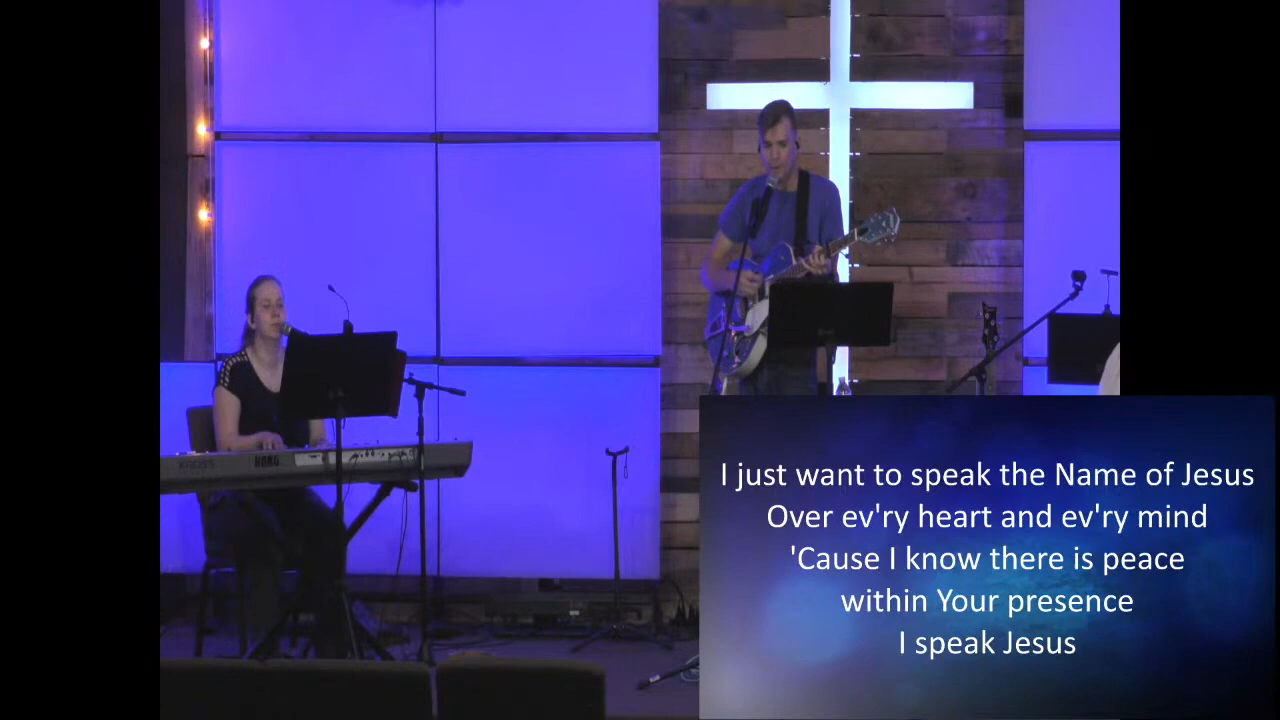 KORG
I just want to speak the Name of Jesus
Over ev'ry heart and ev'ry mind
'Cause I know there is peace
within Your presence
I speak Jesus